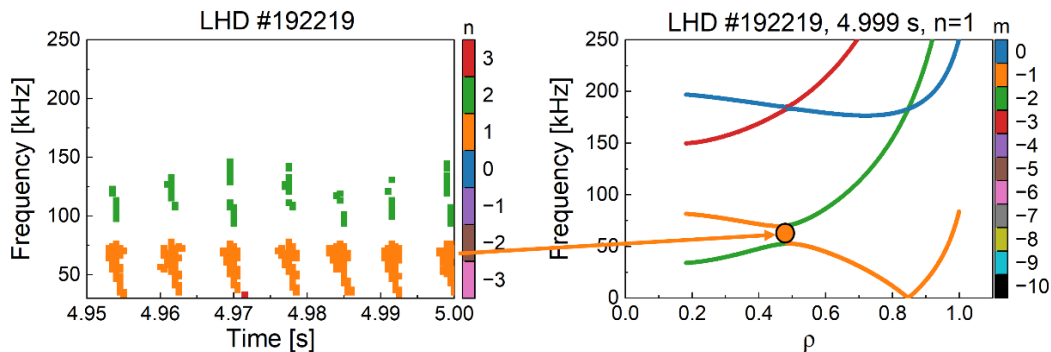 LHD #192219
250
200
150
100
50
Frequency [kHz]
4.95 4.96 4.97 4.98 4.99 5.00
Time [s]
n
3
2
1
0
−1
−2
−3
LHD #192219, 4.999 s, n=1
250
200
150
100
50
0
Frequency [kHz]
0.0 0.2 0.4 0.6 0.8 1.0
ρ
m
0
−1
−2
−3
−4
−5
−6
−7
−8
−9
−10